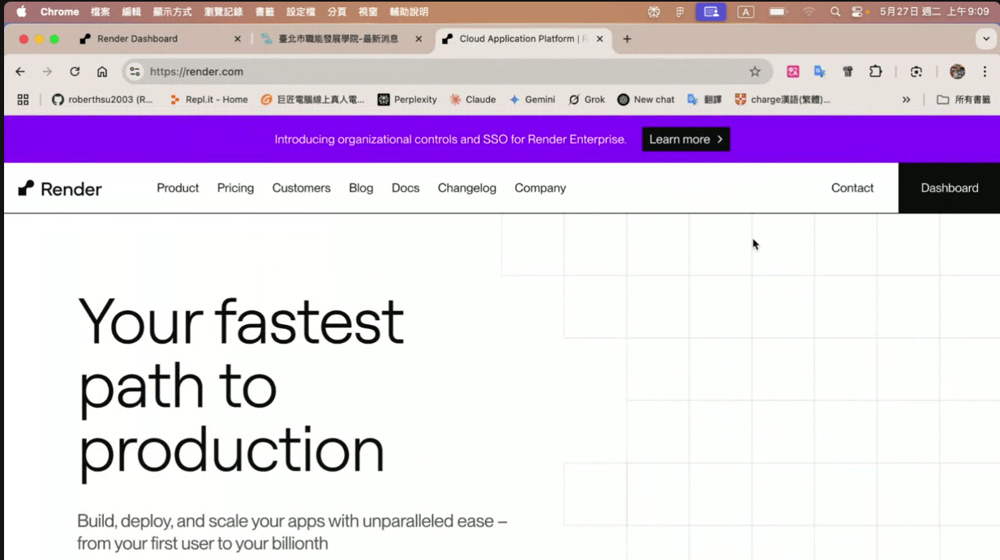 Chrome 檔案 編輯 顯示方式 瀏覽記錄 書籤 設定檔 分頁 視窗 輔助說明 A 5月27日 週二 上午9:09
Render Dashboard 臺北市職能發展學院-最新消息 Cloud Application Platform |
https://render.com
roberthsu2003 (R... Repl.it - Home 巨匠電腦線上真人電... Perplexity Claude Gemini Grok New chat 翻譯 charge漢語(繁體)... 所有書籤
Introducing organizational controls and SSO for Render Enterprise. Learn more
Render Product Pricing Customers Blog Docs Changelog Company Contact Dashboard
Your fastest
path to
production
Build, deploy, and scale your apps with unparalleled ease –
from your first user to your billionth